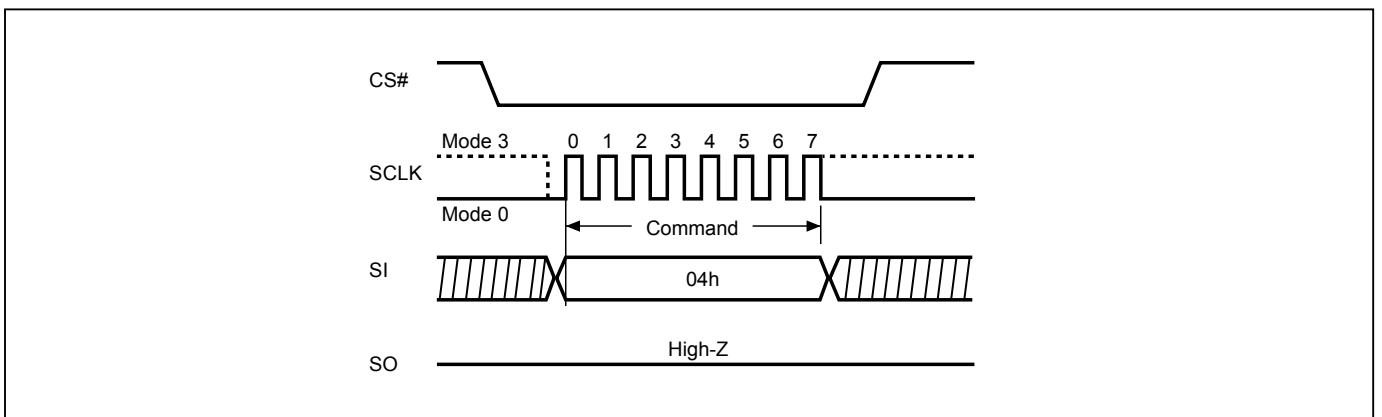 CS#
Mode 3 0 1 2 3 4 5 6 7
SCLK
Mode 0
Command
SI
04h
High-Z
SO